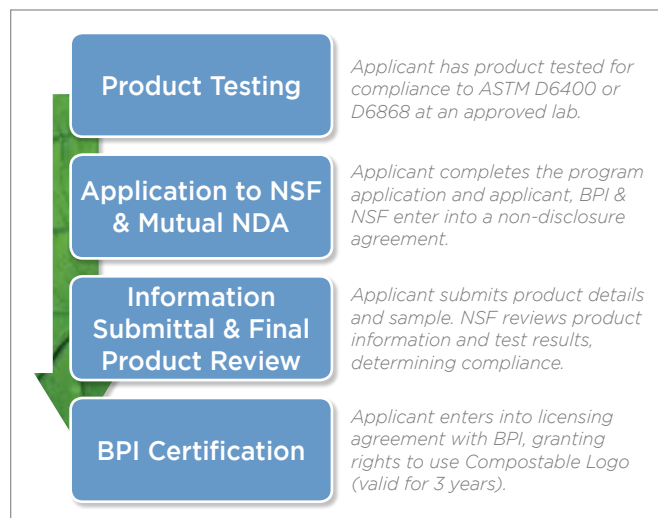 Product Testing
Applicant has product tested for
compliance to ASTM D6400 or
D6868 at an approved lab.
Application to NSF
& Mutual NDA
Applicant completes the program
application and applicant, BPI &
NSF enter into a non-disclosure
agreement.
Information
Submittal & Final
Product Review
Applicant submits product details
and sample. NSF reviews product
information and test results,
determining compliance.
BPI Certification
Applicant enters into licensing
agreement with BPI, granting
rights to use Compostable Logo
(valid for 3 years).